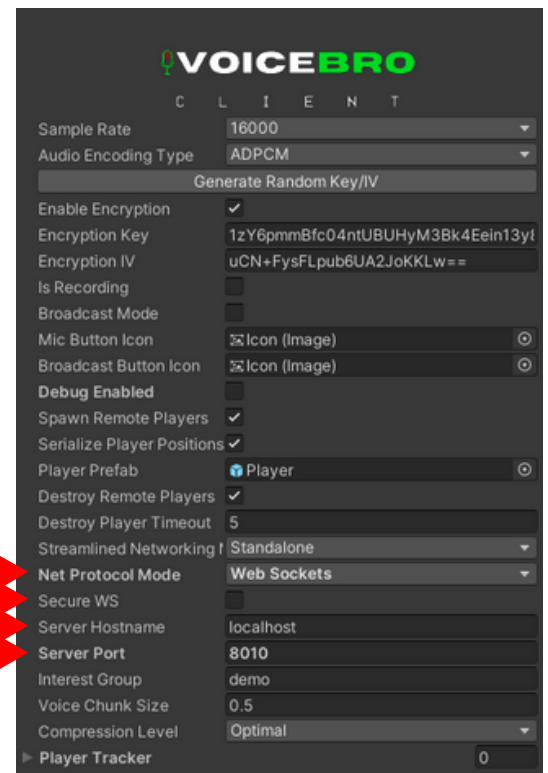 VOICEBRO
CLIENT
Sample Rate 16000
Audio Encoding Type ADPCM
Generate Random Key/IV
Enable Encryption
Encryption Key 1zY6pmmBfc04ntUBUHyM3Bk4Eein13y
Encryption IV uCN+FysFLpub6UA2JoKKLw==
Is Recording
Broadcast Mode
Mic Button Icon Icon (Image)
Broadcast Button Icon Icon (Image)
Debug Enabled
Spawn Remote Players
Serialize Player Positions
Player Prefab Player
Destroy Remote Players
Destroy Player Timeout 5
Streamlined Networking Standalone
Net Protocol Mode Web Sockets
Secure WS
Server Hostname localhost
Server Port 8010
Interest Group demo
Voice Chunk Size 0.5
Compression Level Optimal
Player Tracker 0